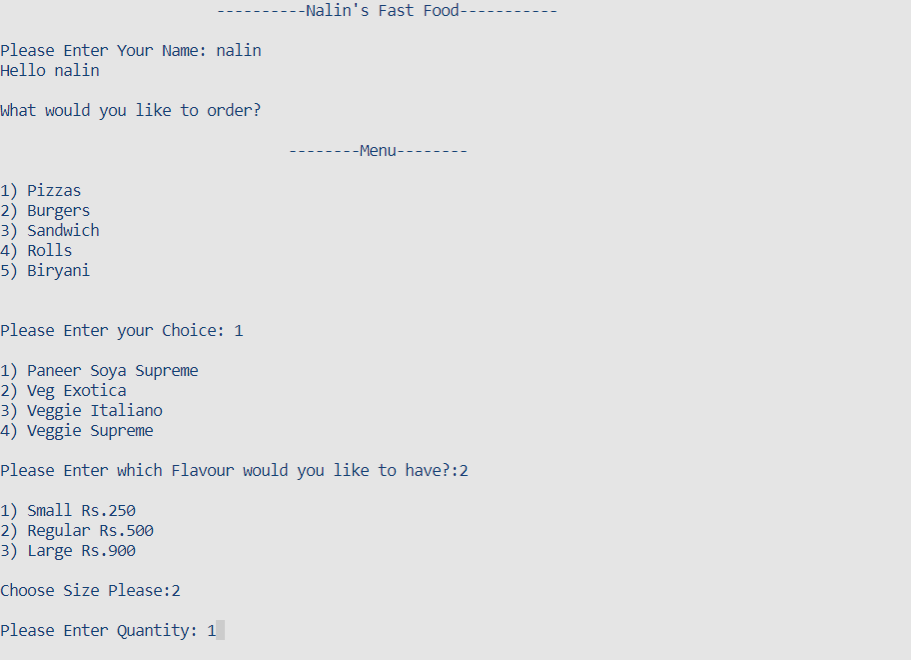 ----------Nalin's Fast Food-----------
Please Enter Your Name: nalin
Hello nalin
What would you like to order?
--------Menu--------
1) Pizzas
2) Burgers
3) Sandwich
4) Rolls
5) Biryani
Please Enter your Choice: 1
1) Paneer Soya Supreme
2) Veg Exotica
3) Veggie Italiano
4) Veggie Supreme
Please Enter which Flavour would you like to have?:2
1) Small Rs.250
2) Regular Rs.500
3) Large Rs.900
Choose Size Please:2
Please Enter Quantity: 1